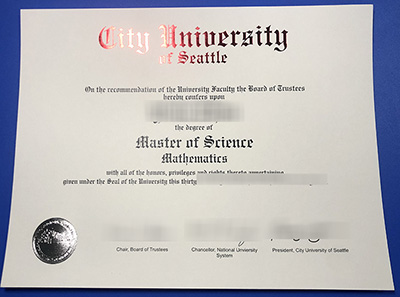 City University
of Seattle
On the recommendation of the University Faculty the Board of Trustees
hereby confers upon
the degree of
Master of Science
Mathematics
with all of the honors, privileges and rights thereto appertaining
given under the Seal of the University this thirty
Chair, Board of Trustees
Chancellor, National University
System
President, City University of Seattle